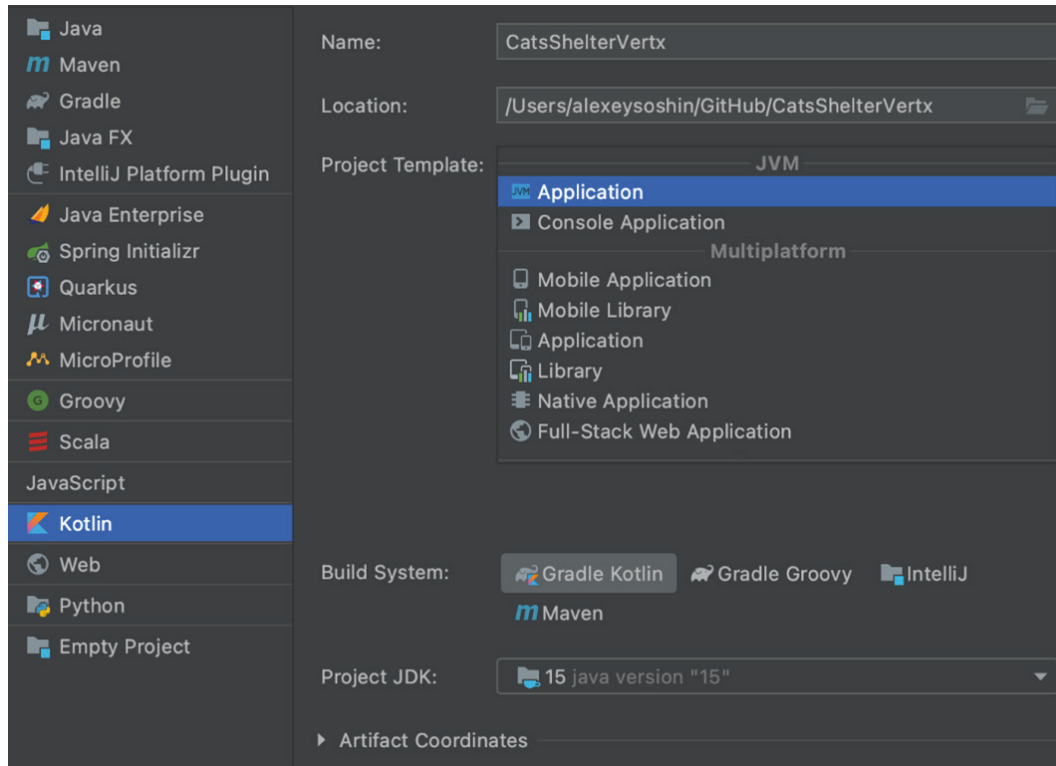 Java
Maven
Gradle
Java FX
IntelliJ Platform Plugin
Java Enterprise
Spring Initializr
Quarkus
Micronaut
MicroProfile
Groovy
Scala
JavaScript
Kotlin
Web
Python
Empty Project
Name: CatsShelterVertx
Location: /Users/alexeysoshin/GitHub/CatsShelterVertx
Project Template:
JVM
Application
Console Application
Multiplatform
Mobile Application
Mobile Library
Application
Library
Native Application
Full-Stack Web Application
Build System: Gradle Kotlin Gradle Groovy IntelliJ
Maven
Project JDK: 15 java version "15"
Artifact Coordinates